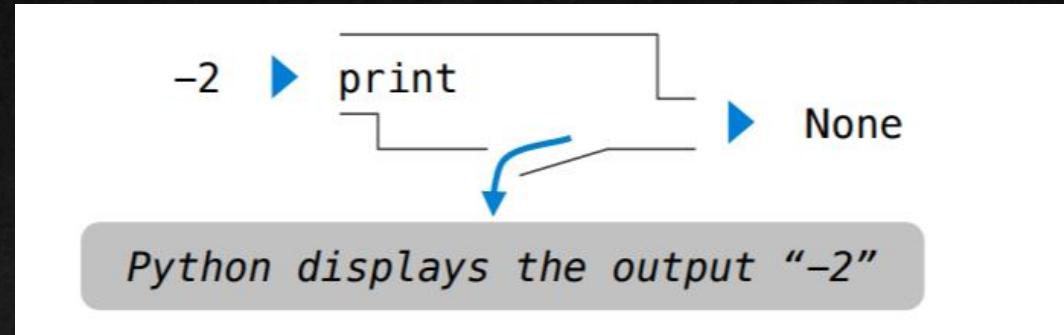 –2 print
None
Python displays the output “–2”